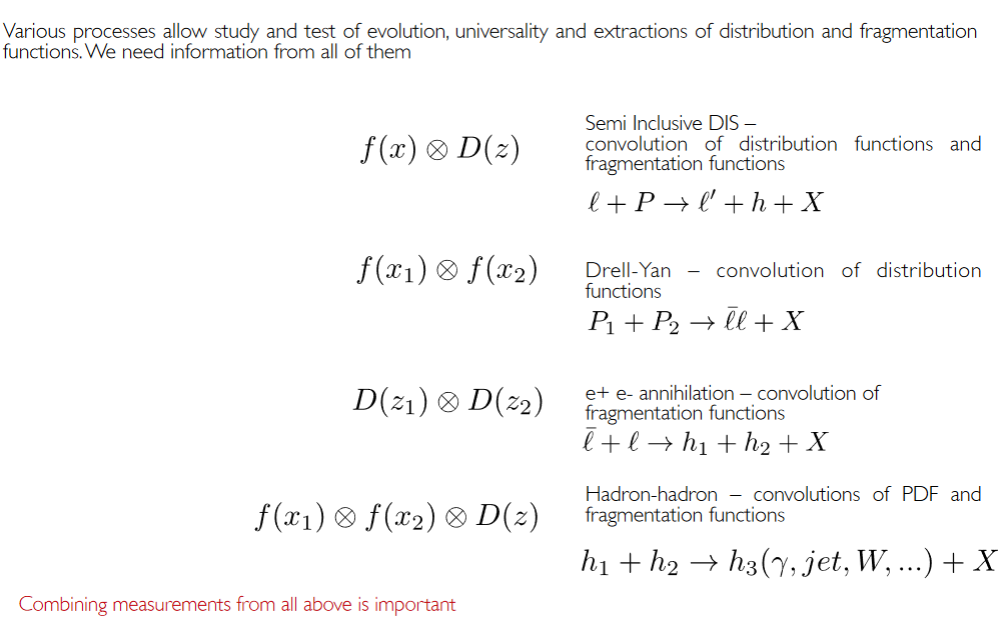 Various processes allow study and test of evolution, universality and extractions of distribution and fragmentation
functions. We need information from all of them
f(x) ⊗ D(z)
Semi Inclusive DIS –
convolution of distribution functions and
fragmentation functions
ℓ + P → ℓ′ + h + X
f(x₁) ⊗ f(x₂)
Drell-Yan – convolution of distribution
functions
P₁ + P₂ → ℓ̄ℓ + X
D(z₁) ⊗ D(z₂)
e+ e- annihilation – convolution of
fragmentation functions
ℓ̄ + ℓ → h₁ + h₂ + X
f(x₁) ⊗ f(x₂) ⊗ D(z)
Hadron-hadron – convolutions of PDF and
fragmentation functions
h₁ + h₂ → h₃(γ, jet, W, ...) + X
Combining measurements from all above is important